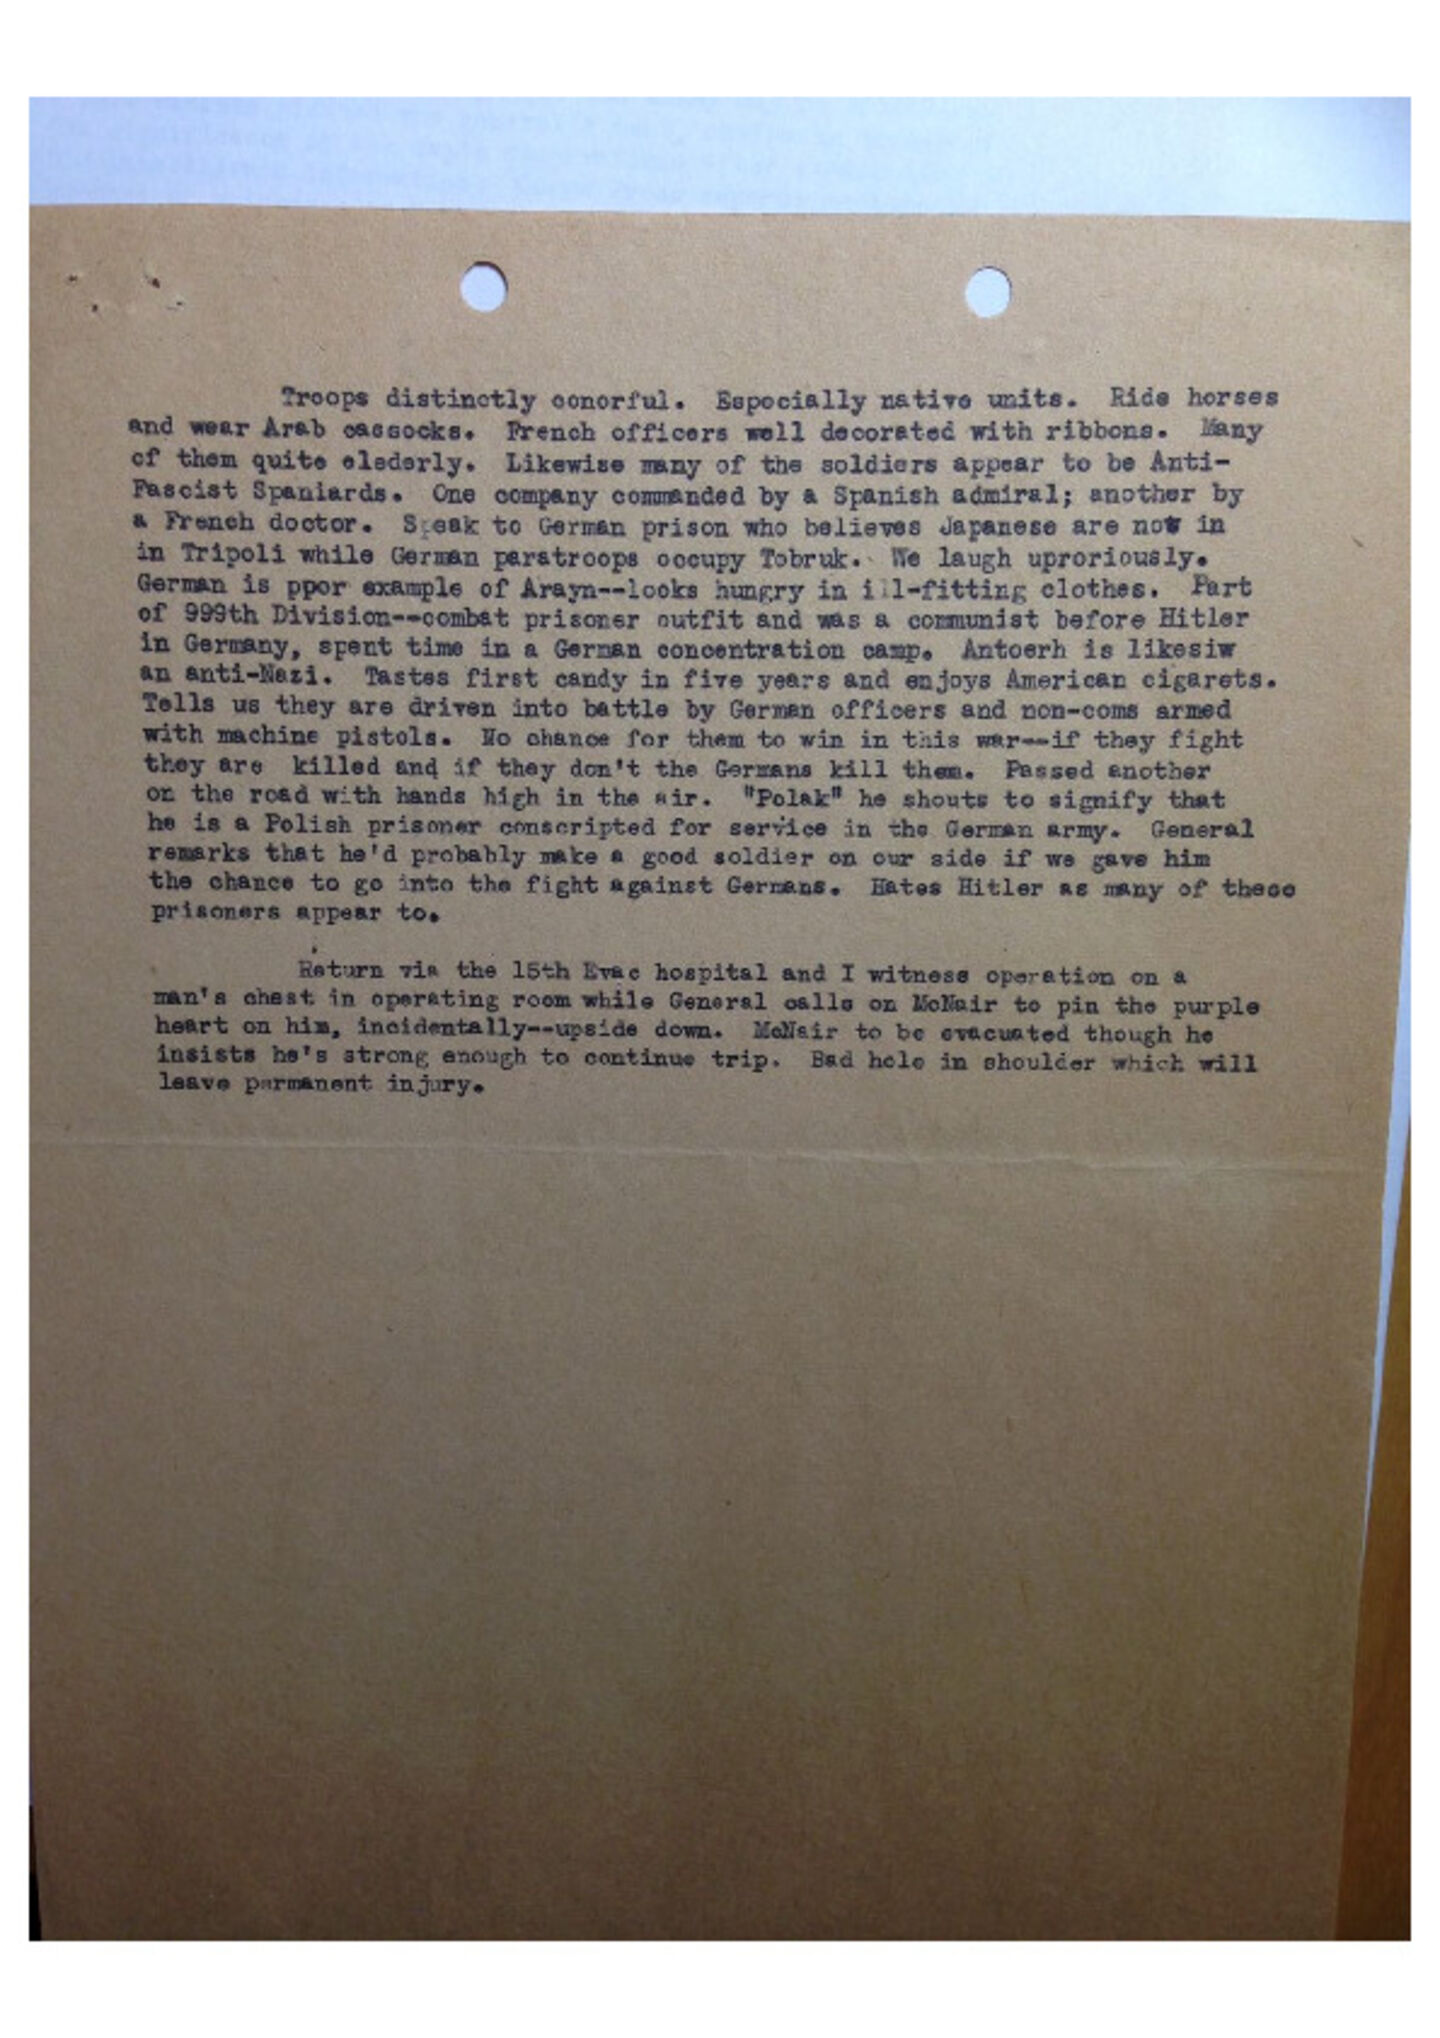 Troops distinctly conorful. Especially native units. Ride horses
and wear Arab cassocks. French officers well decorated with ribbons. Many
of them quite elederly. Likewise many of the soldiers appear to be Anti-
Fascist Spaniards. One company commanded by a Spanish admiral; another by
a French doctor. Speak to German prison who believes Japanese are now in
in Tripoli while German paratroops occupy Tobruk. We laugh uproriously.
German is ppor example of Arayn--looks hungry in ill-fitting clothes. Part
of 999th Division--combat prisoner outfit and was a communist before Hitler
in Germany, spent time in a German concentration camp. Antoerh is likesiw
an anti-Nazi. Tastes first candy in five years and enjoys American cigarets.
Tells us they are driven into battle by German officers and non-coms armed
with machine pistols. No chance for them to win in this war--if they fight
they are killed and if they don't the Germans kill them. Passed another
on the road with hands high in the air. "Polak" he shouts to signify that
he is a Polish prisoner conscripted for service in the German army. General
remarks that he'd probably make a good soldier on our side if we gave him
the chance to go into the fight against Germans. Hates Hitler as many of these
prisoners appear to.
Return via the 15th Evac hospital and I witness operation on a
man's chest in operating room while General calls on McNair to pin the purple
heart on him, incidentally--upside down. McNair to be evacuated though he
insists he's strong enough to continue trip. Bad hole in shoulder which will
leave permanent injury.